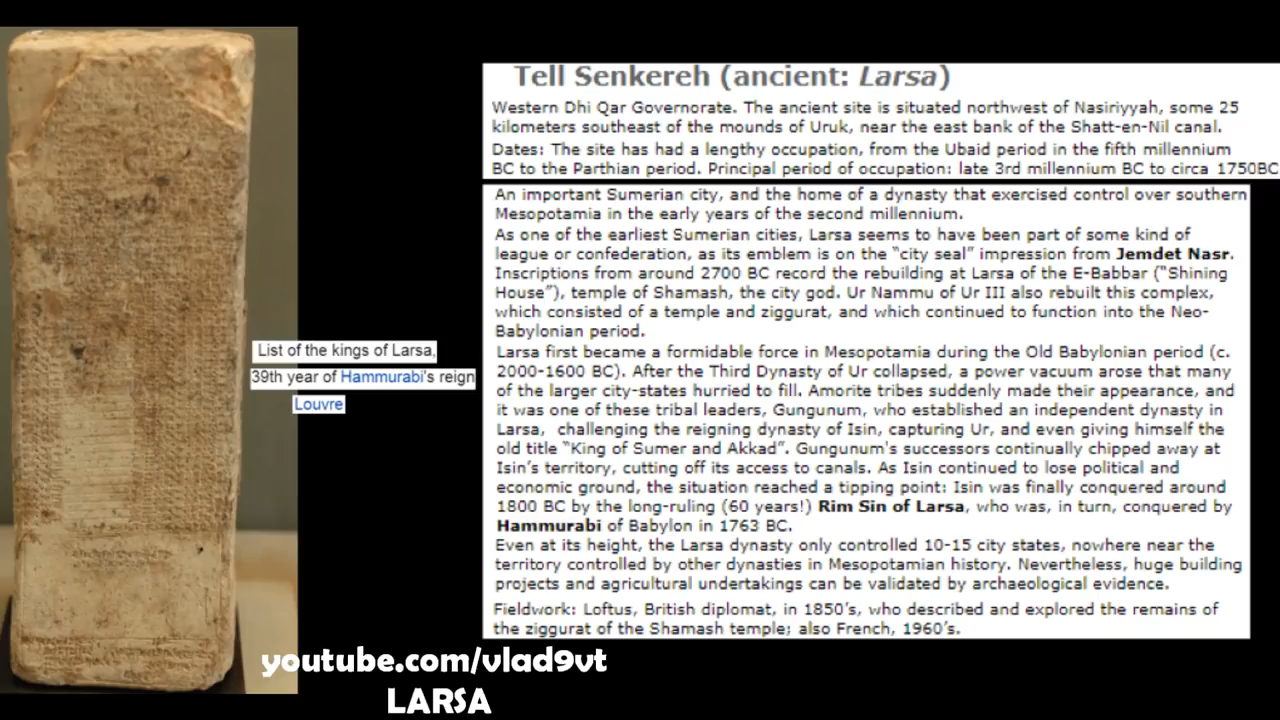 Tell Senkereh (ancient: Larsa)
Western Dhi Qar Governorate. The ancient site is situated northwest of Nasiriyyah, some 25
kilometers southeast of the mounds of Uruk, near the east bank of the Shatt-en-Nil canal.
Dates: The site has had a lengthy occupation, from the Ubaid period in the fifth millennium
BC to the Parthian period. Principal period of occupation: late 3rd millennium BC to circa 1750BC
An important Sumerian city, and the home of a dynasty that exercised control over southern
Mesopotamia in the early years of the second millennium.
As one of the earliest Sumerian cities, Larsa seems to have been part of some kind of
league or confederation, as its emblem is on the “city seal” impression from Jemdet Nasr.
Inscriptions from around 2700 BC record the rebuilding at Larsa of the E-Babbar (“Shining
House”), temple of Shamash, the city god. Ur Nammu of Ur III also rebuilt this complex,
which consisted of a temple and ziggurat, and which continued to function into the Neo-
Babylonian period.
Larsa first became a formidable force in Mesopotamia during the Old Babylonian period (c.
2000-1600 BC). After the Third Dynasty of Ur collapsed, a power vacuum arose that many
of the larger city-states hurried to fill. Amorite tribes suddenly made their appearance, and
it was one of these tribal leaders, Gungunum, who established an independent dynasty in
Larsa, challenging the reigning dynasty of Isin, capturing Ur, and even giving himself the
old title “King of Sumer and Akkad”. Gungunum's successors continually chipped away at
Isin’s territory, cutting off its access to canals. As Isin continued to lose political and
economic ground, the situation reached a tipping point: Isin was finally conquered around
1800 BC by the long-ruling (60 years!) Rim Sin of Larsa, who was, in turn, conquered by
Hammurabi of Babylon in 1763 BC.
Even at its height, the Larsa dynasty only controlled 10-15 city states, nowhere near the
territory controlled by other dynasties in Mesopotamian history. Nevertheless, huge building
projects and agricultural undertakings can be validated by archaeological evidence.
Fieldwork: Loftus, British diplomat, in 1850’s, who described and explored the remains of
the ziggurat of the Shamash temple; also French, 1960’s.
List of the kings of Larsa,
39th year of Hammurabi's reign
Louvre
youtube.com/vlad9vt
LARSA